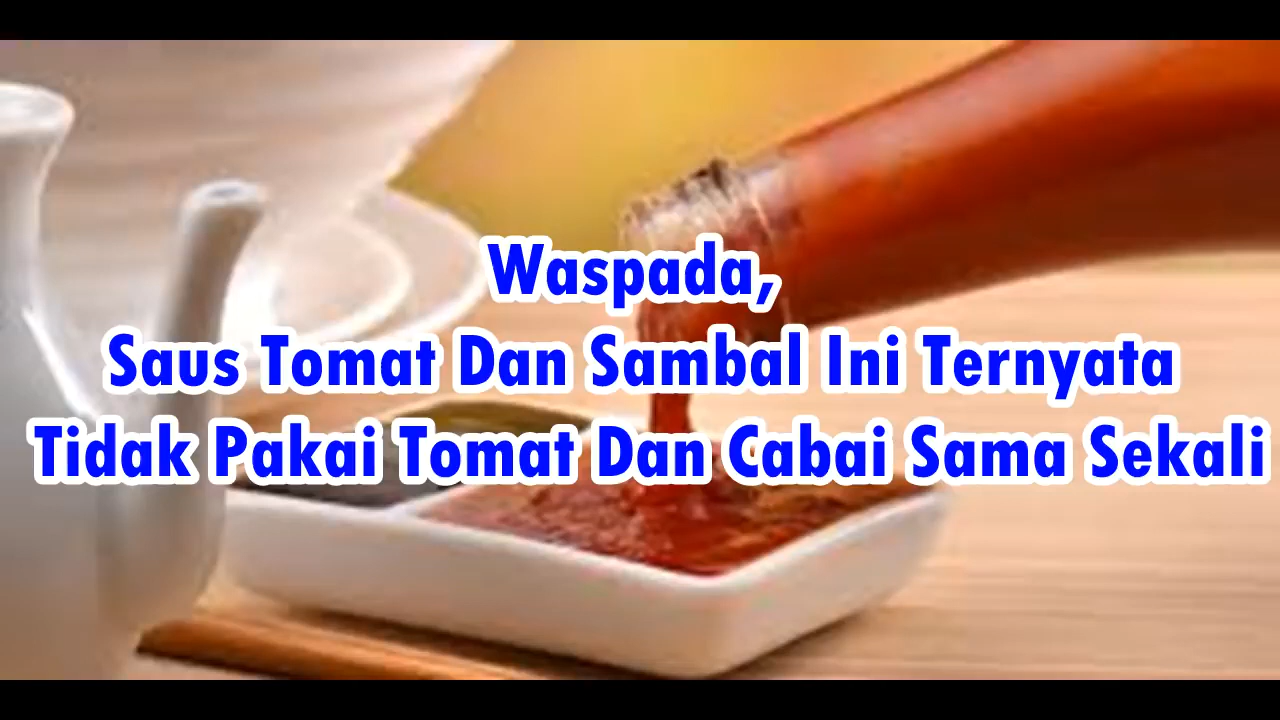 Waspada,
Saus Tomat Dan Sambal Ini Ternyata
Tidak Pakai Tomat Dan Cabai Sama Sekali